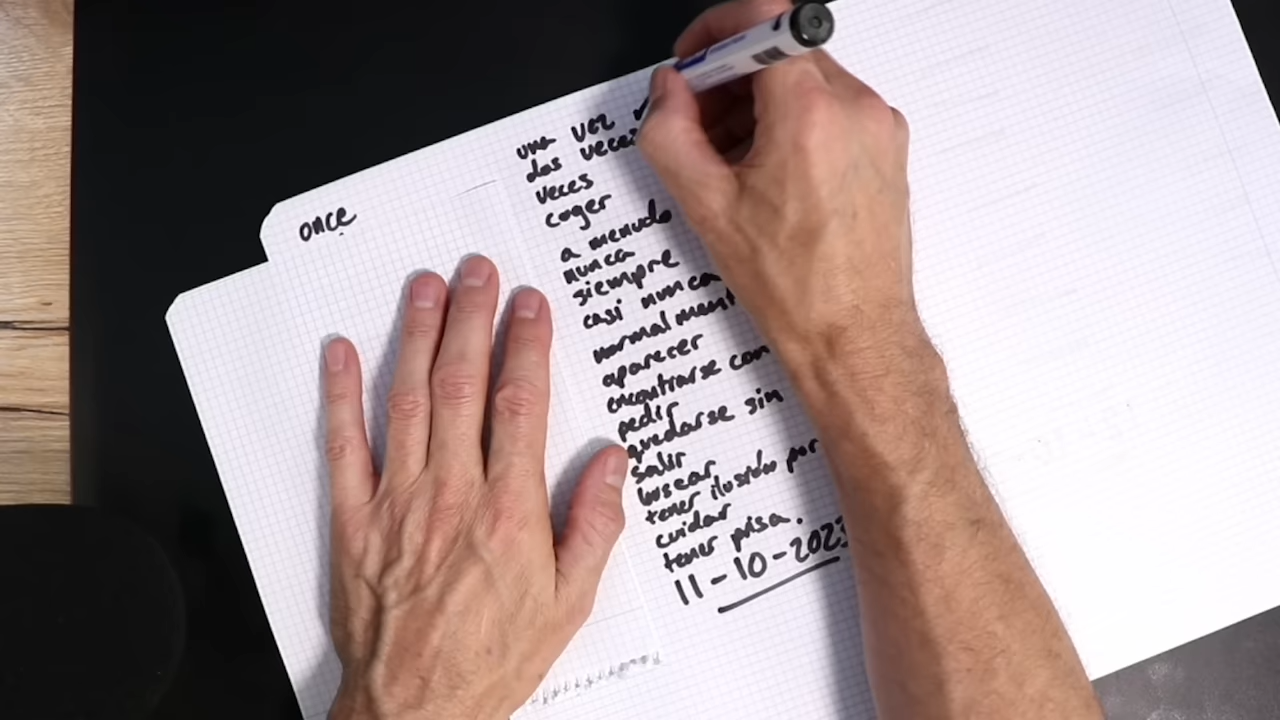 once
una vez
dos veces
veces
coger
a menudo
nunca
siempre
casi nunca
normalment
aparecer
encontrarse con
pedir
quedarse sin
salir
buscar
tener ilusión por
cuidar
tener prisa.
11-10-2023